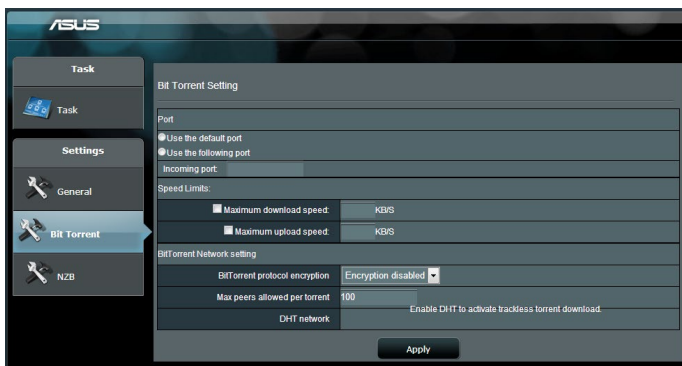 ASUS
Task
Task
Settings
General
Bit Torrent
NZB
Bit Torrent Setting
Port
Use the default port
Use the following port
Incoming port:
Speed Limits:
Maximum download speed: KB/S
Maximum upload speed: KB/S
BitTorrent Network setting
BitTorrent protocol encryption Encryption disabled
Max peers allowed per torrent 100
DHT network Enable DHT to activate trackless torrent download.
Apply